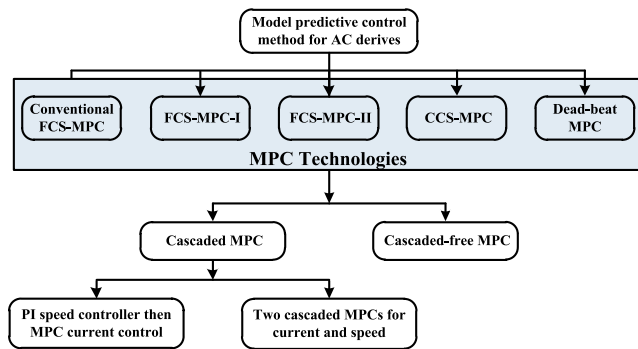 Model predictive control
method for AC derives
Conventional
FCS-MPC
FCS-MPC-I
FCS-MPC-II
CCS-MPC
Dead-beat
MPC
MPC Technologies
Cascaded MPC
Cascaded-free MPC
PI speed controller then
MPC current control
Two cascaded MPCs for
current and speed